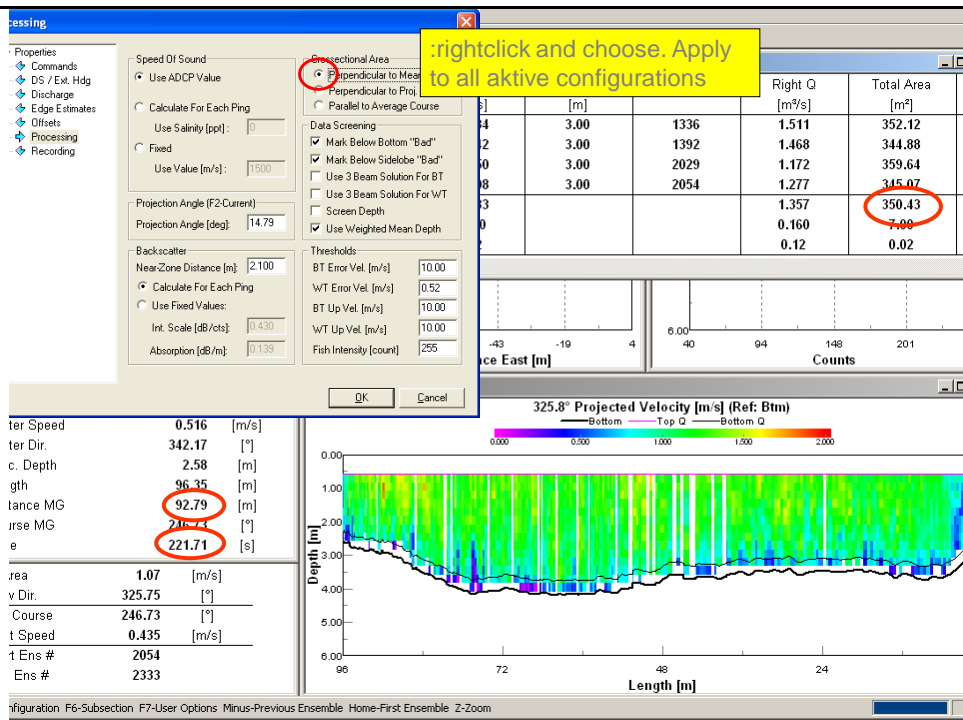 cessing
:rightclick and choose. Apply
to all aktive configurations
Properties
Commands
DS / Ext. Hdg
Discharge
Edge Estimates
Offsets
Processing
Recording
Speed Of Sound
Use ADCP Value
Calculate For Each Ping
Use Salinity [ppt] : 0
Fixed
Use Value [m/s] : 1500
Projection Angle (F2-Current)
Projection Angle [deg]: 14.79
Backscatter
Near-Zone Distance [m]: 2.100
Calculate For Each Ping
Use Fixed Values:
Int. Scale [dB/cts]: 0.430
Absorption [dB/m]: 0.139
Crossectional Area
Perpendicular to Mean
Perpendicular to Proj.
Parallel to Average Course
Data Screening
Mark Below Bottom "Bad"
Mark Below Sidelobe "Bad"
Use 3 Beam Solution For BT
Use 3 Beam Solution For WT
Screen Depth
Use Weighted Mean Depth
Thresholds
BT Error Vel. [m/s] 10.00
WT Error Vel. [m/s] 0.52
BT Up Vel. [m/s] 10.00
WT Up Vel. [m/s] 10.00
Fish Intensity [count] 255
OK Cancel
Right Q Total Area
[m] [m³/s] [m²]
3.00 1336 1.511 352.12
3.00 1392 1.468 344.88
3.00 2029 1.172 359.64
3.00 2054 1.277 345.07
1.357 350.43
0.160 7.00
0.12 0.02
-43 -19 4
ce East [m]
6.00
40 94 148 201
Counts
ter Speed 0.516 [m/s]
ter Dir. 342.17 [°]
c. Depth 2.58 [m]
gth 96.35 [m]
tance MG 92.79 [m]
urse MG 246.73 [°]
e 221.71 [s]
rea 1.07 [m/s]
v Dir. 325.75 [°]
Course 246.73 [°]
t Speed 0.435 [m/s]
rt Ens # 2054
Ens # 2333
325.8° Projected Velocity [m/s] (Ref: Btm)
Bottom Top Q Bottom Q
0.000 0.500 1.000 1.500 2.000
0.00
1.00
2.00
3.00
4.00
5.00
6.00
Depth [m]
96 72 48 24
Length [m]
nfiguration F6-Subsection F7-User Options Minus-Previous Ensemble Home-First Ensemble Z-Zoom